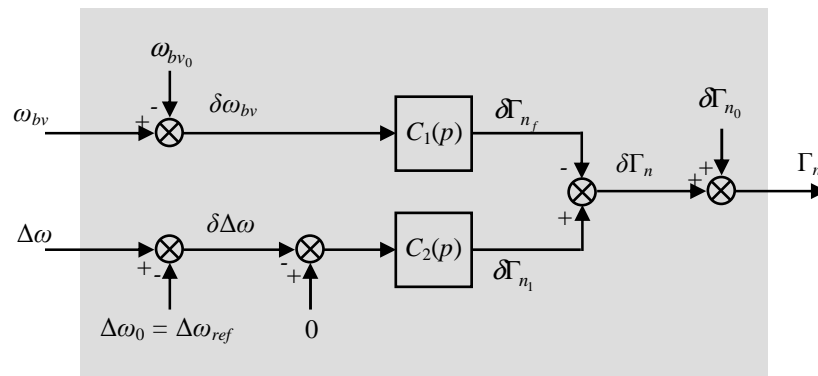 ω_{bv_0}
-
ω_{bv}
+
δω_{bv}
C_1(p)
δΓ_{n_f}
δΓ_{n_0}
-
δΓ_n
+
+
Γ_n
+
Δω
+
-
δΔω
-
+
C_2(p)
δΓ_{n_1}
Δω_0 = Δω_{ref}
0